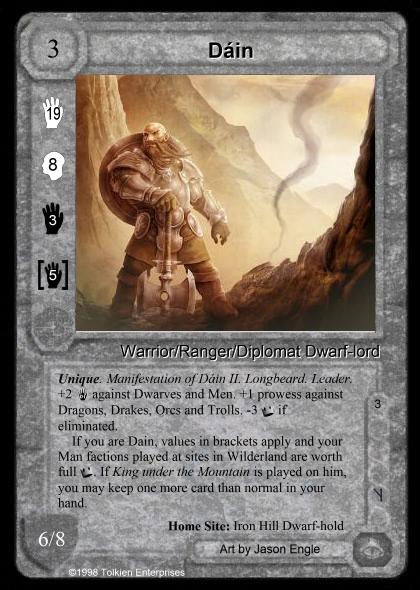 3
Dáin
19
8
3
[5]
Warrior/Ranger/Diplomat Dwarf-lord
Unique. Manifestation of Dáin II. Longbeard. Leader.
+2 against Dwarves and Men. +1 prowess against
Dragons, Drakes, Orcs and Trolls. -3 if
eliminated.
If you are Dain, values in brackets apply and your
Man factions played at sites in Wilderland are worth
full. If King under the Mountain is played on him,
you may keep one more card than normal in your
hand.
3
Home Site: Iron Hill Dwarf-hold
6/8
Art by Jason Engle
©1998 Tolkien Enterprises